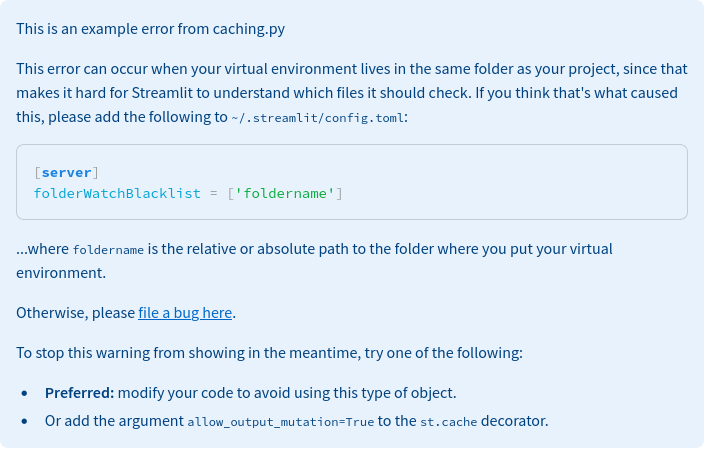 This is an example error from caching.py
This error can occur when your virtual environment lives in the same folder as your project, since that
makes it hard for Streamlit to understand which files it should check. If you think that's what caused
this, please add the following to ~/.streamlit/config.toml:
[server]
folderWatchBlacklist = ['foldername']
...where foldername is the relative or absolute path to the folder where you put your virtual
environment.
Otherwise, please file a bug here.
To stop this warning from showing in the meantime, try one of the following:
• Preferred: modify your code to avoid using this type of object.
• Or add the argument allow_output_mutation=True to the st.cache decorator.